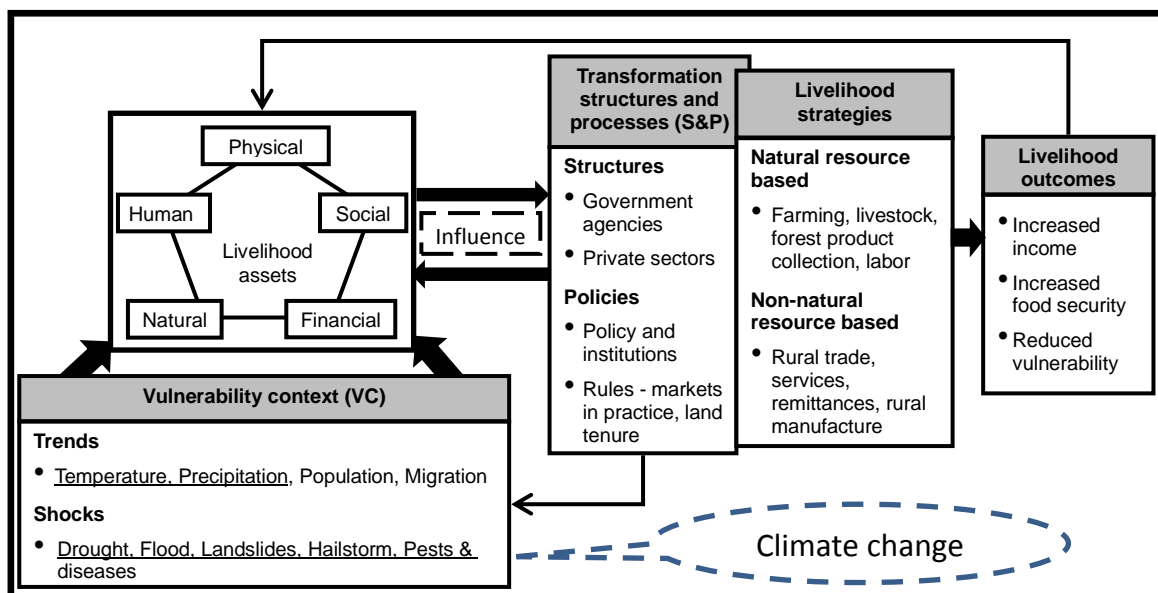 Physical
Human
Social
Livelihood
assets
Natural
Financial
Influence
Transformation
structures and
processes (S&P)
Structures
• Government
agencies
• Private sectors
Policies
• Policy and
institutions
• Rules - markets
in practice, land
tenure
Livelihood
strategies
Natural resource
based
• Farming, livestock,
forest product
collection, labor
Non-natural
resource based
• Rural trade,
services,
remittances, rural
manufacture
Livelihood
outcomes
• Increased
income
• Increased
food security
• Reduced
vulnerability
Vulnerability context (VC)
Trends
• Temperature, Precipitation, Population, Migration
Shocks
• Drought, Flood, Landslides, Hailstorm, Pests &
diseases
Climate change